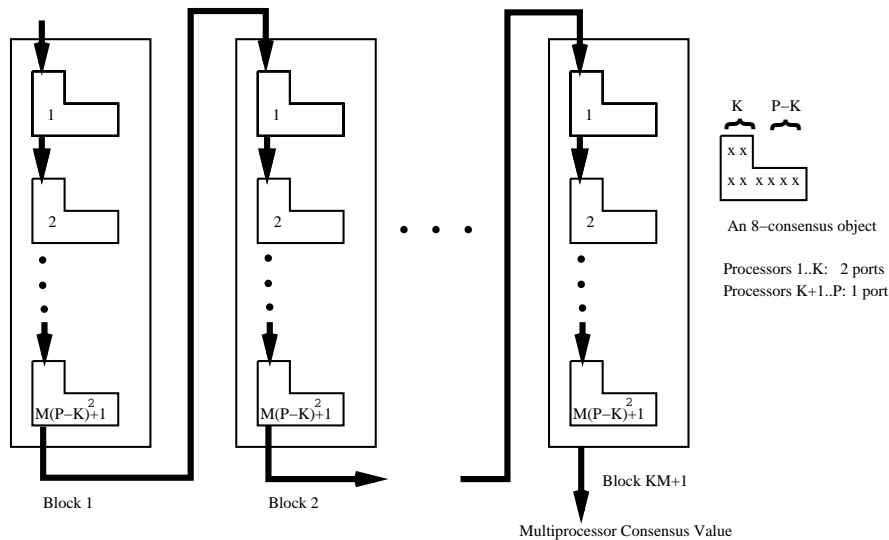 1
2
M(P−K)²+1
Block 1
1
2
M(P−K)²+1
Block 2
. . .
1
2
M(P−K)²+1
Block KM+1
Multiprocessor Consensus Value
K P−K
x x
x x x x x x
An 8−consensus object
Processors 1..K: 2 ports
Processors K+1..P: 1 port